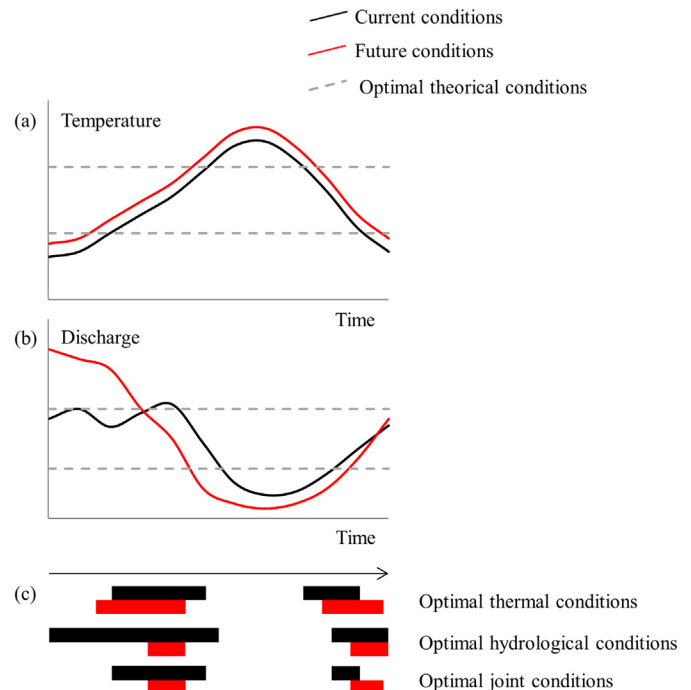 Current conditions
Future conditions
Optimal theorical conditions
(a) Temperature
Time
(b) Discharge
Time
(c)
Optimal thermal conditions
Optimal hydrological conditions
Optimal joint conditions